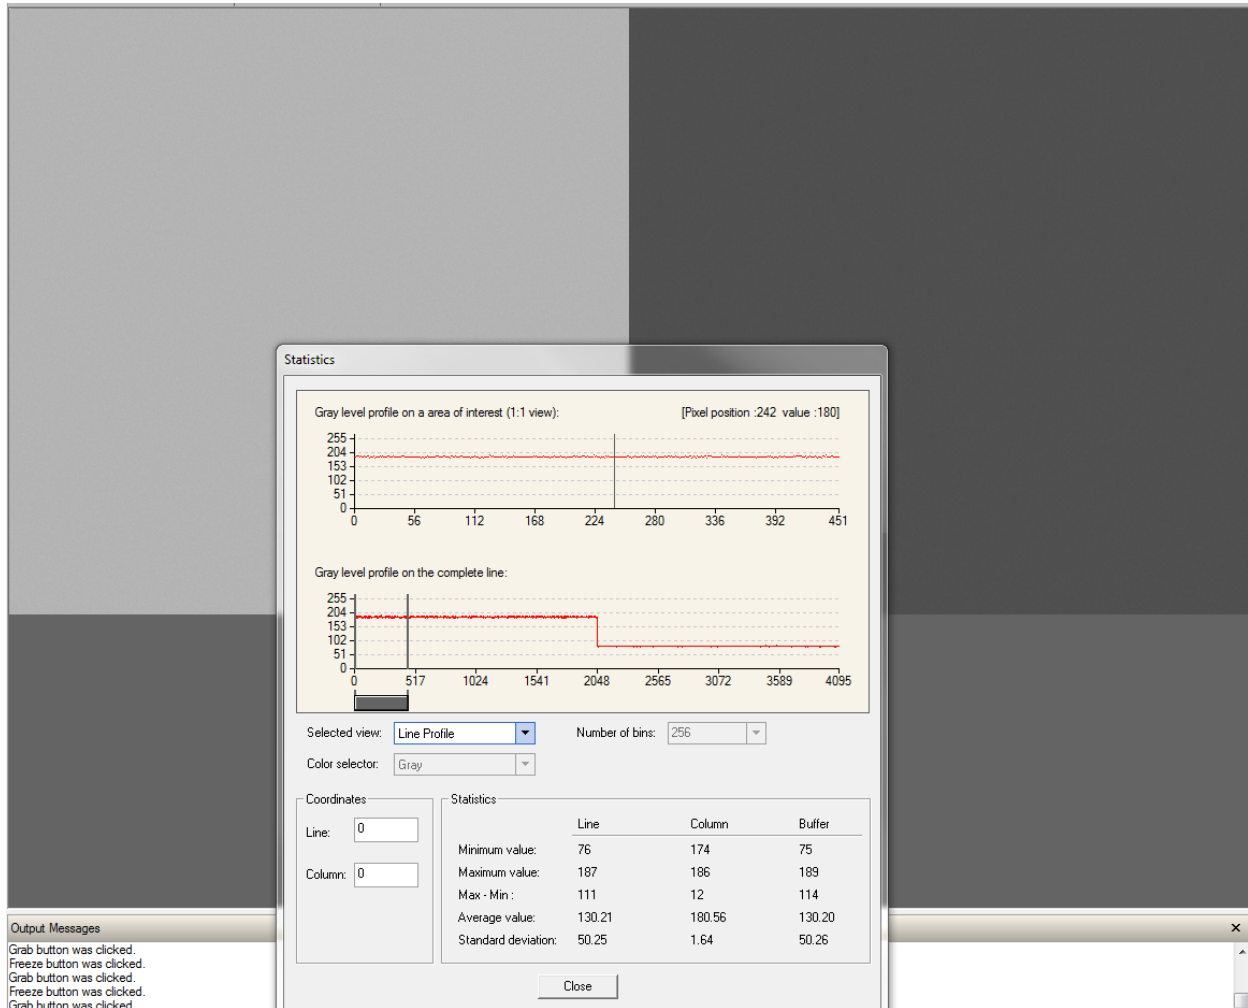 Statistics
Gray level profile on a area of interest (1:1 view): [Pixel position :242 value :180]
255
204
153
102
51
0
0 56 112 168 224 280 336 392 451
Gray level profile on the complete line:
255
204
153
102
51
0
0 517 1024 1541 2048 2565 3072 3589 4095
Selected view: Line Profile Number of bins: 256
Color selector: Gray
Coordinates Statistics
Line Column Buffer
Line: 0
Minimum value: 76 174 75
Column: 0 Maximum value: 187 186 189
Max - Min : 111 12 114
Average value: 130.21 180.56 130.20
Standard deviation: 50.25 1.64 50.26
Close
Output Messages
Grab button was clicked.
Freeze button was clicked.
Grab button was clicked.
Freeze button was clicked.
Grab button was clicked